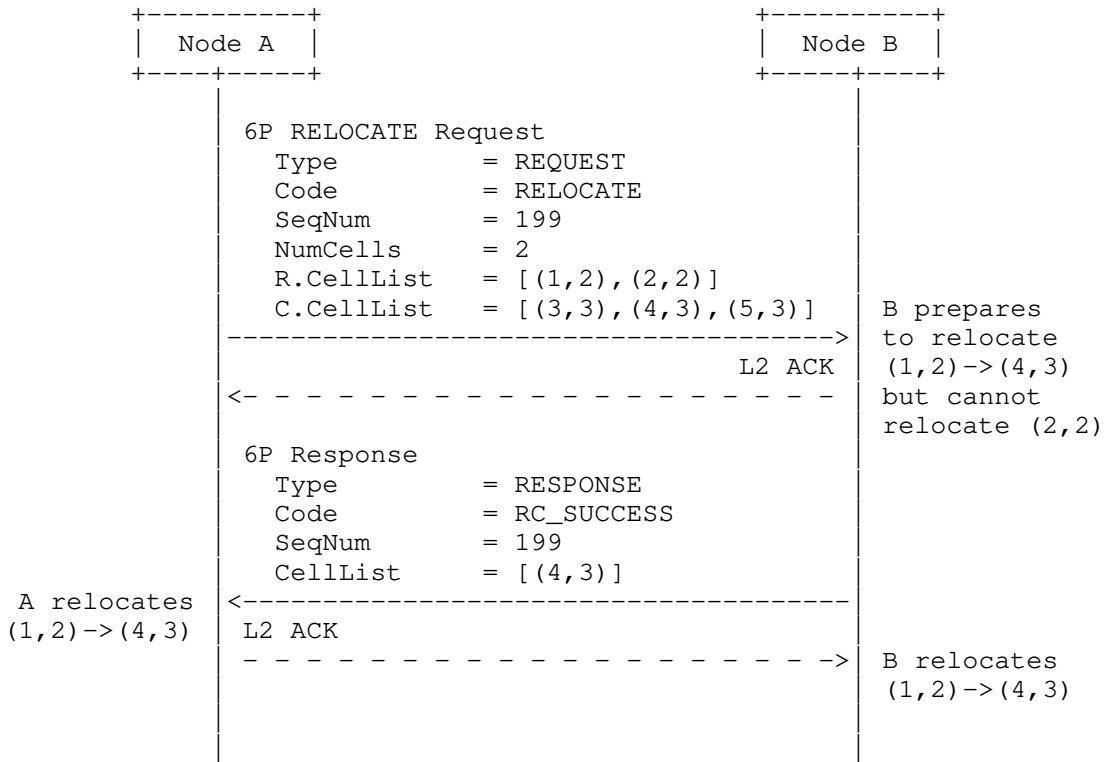 Node A Node B
6P RELOCATE Request
Type = REQUEST
Code = RELOCATE
SeqNum = 199
NumCells = 2
R.CellList = [(1,2),(2,2)]
C.CellList = [(3,3),(4,3),(5,3)] B prepares
to relocate
L2 ACK (1,2)->(4,3)
but cannot
relocate (2,2)
6P Response
Type = RESPONSE
Code = RC_SUCCESS
SeqNum = 199
CellList = [(4,3)]
A relocates
(1,2)->(4,3) L2 ACK
B relocates
(1,2)->(4,3)